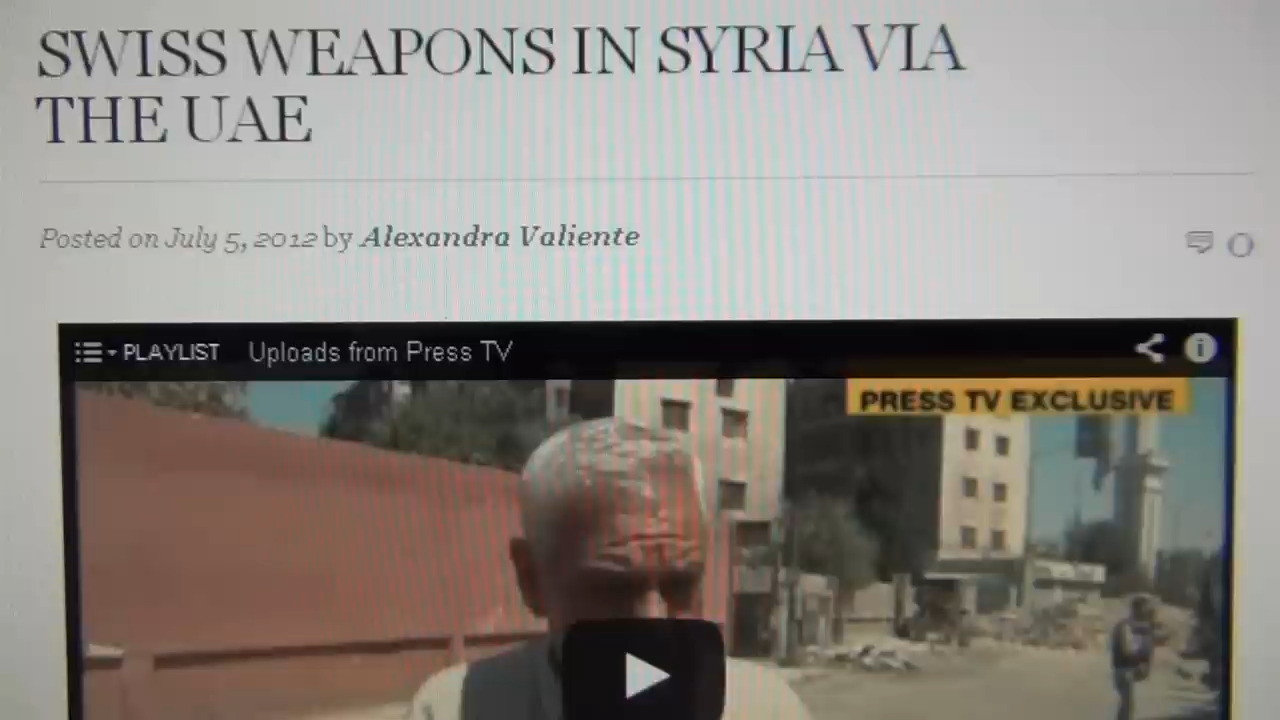 SWISS WEAPONS IN SYRIA VIA
THE UAE
Posted on July 5, 2012 by Alexandra Valiente
0
PLAYLIST Uploads from Press TV
PRESS TV EXCLUSIVE